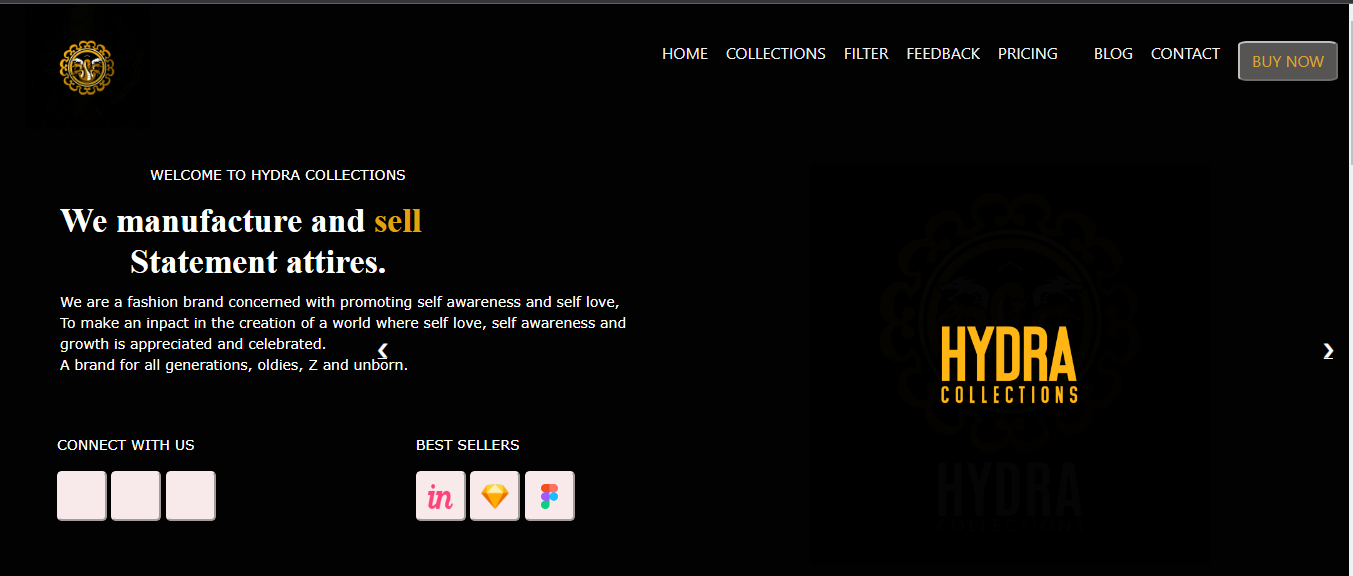 HOME COLLECTIONS FILTER FEEDBACK PRICING BLOG CONTACT BUY NOW
WELCOME TO HYDRA COLLECTIONS
We manufacture and sell
Statement attires.
We are a fashion brand concerned with promoting self awareness and self love,
To make an inpact in the creation of a world where self love, self awareness and
growth is appreciated and celebrated.
A brand for all generations, oldies, Z and unborn.
HYDRA
COLLECTIONS
HYDRA
COLLECTIONS
CONNECT WITH US
BEST SELLERS
in